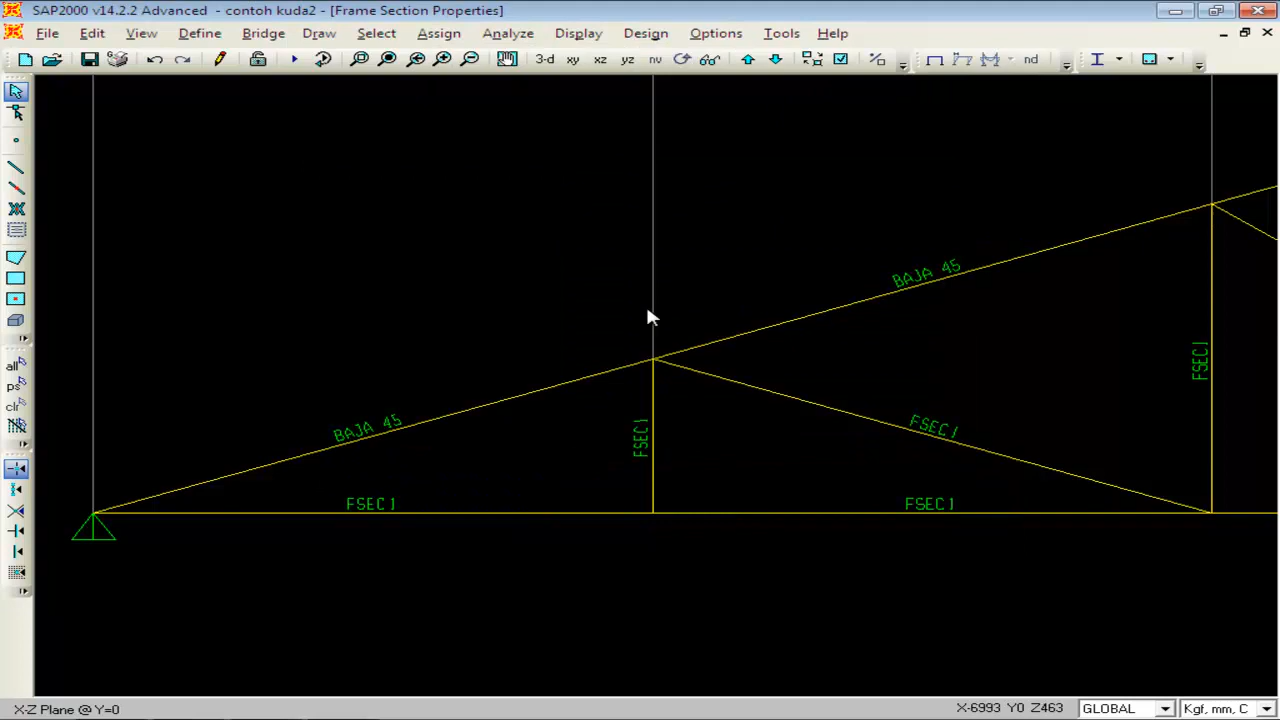 SAP2000 v14.2.2 Advanced - contoh kuda2 - [Frame Section Properties]
File Edit View Define Bridge Draw Select Assign Analyze Display Design Options Tools Help
3-d xy xz yz nv nd
BAJA 45
FSEC1
BAJA 45
FSEC1
FSEC1
FSEC1
FSEC1
all
ps
clr
X-Z Plane @ Y=0
X-6993 Y0 Z463
GLOBAL
Kgf, mm, C